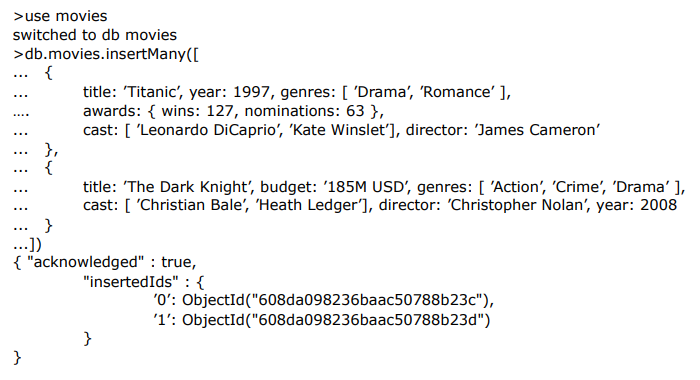 >use movies
switched to db movies
>db.movies.insertMany([
... {
... title: ’Titanic’, year: 1997, genres: [ ’Drama’, ’Romance’ ],
.... awards: { wins: 127, nominations: 63 },
... cast: [ ’Leonardo DiCaprio’, ’Kate Winslet’], director: ’James Cameron’
... },
... {
... title: ’The Dark Knight’, budget: ’185M USD’, genres: [ ’Action’, ’Crime’, ’Drama’ ],
... cast: [ ’Christian Bale’, ’Heath Ledger’], director: ’Christopher Nolan’, year: 2008
... }
...])
{ "acknowledged" : true,
"insertedIds" : {
’0’: ObjectId("608da098236baac50788b23c"),
’1’: ObjectId("608da098236baac50788b23d")
}
}